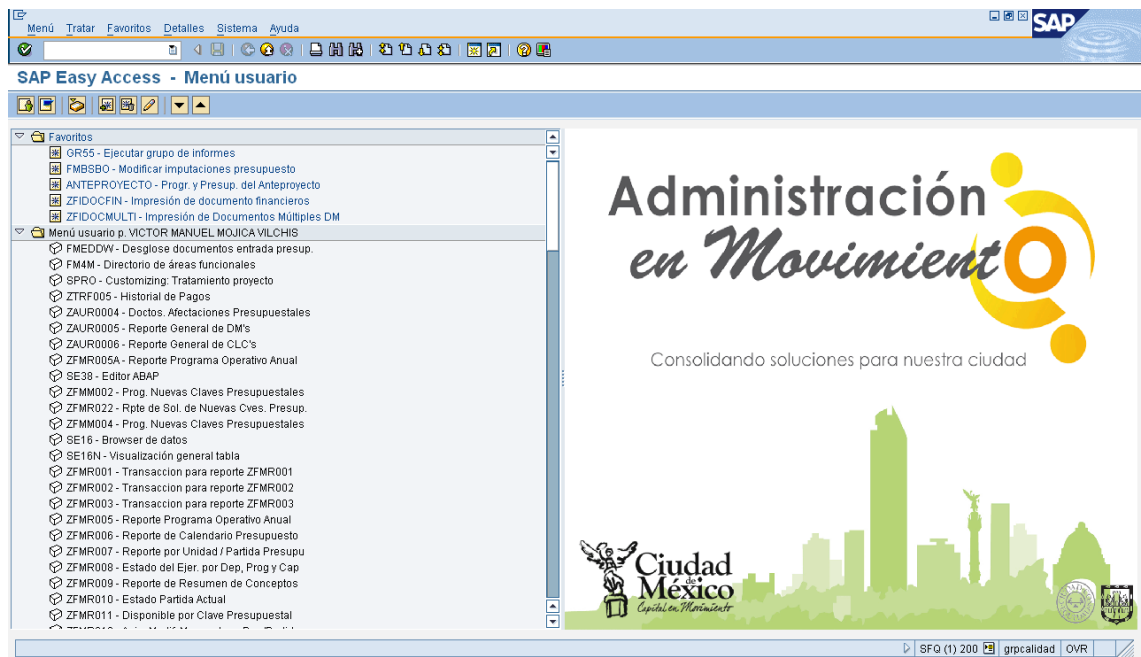 Menú Tratar Favoritos Detalles Sistema Ayuda
SAP
SAP Easy Access - Menú usuario
Favoritos
GR55 - Ejecutar grupo de informes
FMBSBO - Modificar imputaciones presupuesto
ANTEPROYECTO - Progr. y Presup. del Anteproyecto
ZFIDOCFIN - Impresión de documento financieros
ZFIDOCMULTI - Impresión de Documentos Múltiples DM
Menú usuario p. VICTOR MANUEL MOJICA VILCHIS
FMEDDW - Desglose documentos entrada presup.
FM4M - Directorio de áreas funcionales
SPRO - Customizing: Tratamiento proyecto
ZTRF005 - Historial de Pagos
ZAUR0004 - Doctos. Afectaciones Presupuestales
ZAUR0005 - Reporte General de DM's
ZAUR0006 - Reporte General de CLC's
ZFMR005A - Reporte Programa Operativo Anual
SE38 - Editor ABAP
ZFMM002 - Prog. Nuevas Claves Presupuestales
ZFMR022 - Rpte de Sol. de Nuevas Cves. Presup.
ZFMM004 - Prog. Nuevas Claves Presupuestales
SE16 - Browser de datos
SE16N - Visualización general tabla
ZFMR001 - Transaccion para reporte ZFMR001
ZFMR002 - Transaccion para reporte ZFMR002
ZFMR003 - Transaccion para reporte ZFMR003
ZFMR005 - Reporte Programa Operativo Anual
ZFMR006 - Reporte de Calendario Presupuesto
ZFMR007 - Reporte por Unidad / Partida Presupu
ZFMR008 - Estado del Ejer. por Dep, Prog y Cap
ZFMR009 - Reporte de Resumen de Conceptos
ZFMR010 - Estado Partida Actual
ZFMR011 - Disponible por Clave Presupuestal
Administración
en Movimiento
Consolidando soluciones para nuestra ciudad
Ciudad
de
México
Capital en Movimiento
SFQ (1) 200 grpcalidad OVR